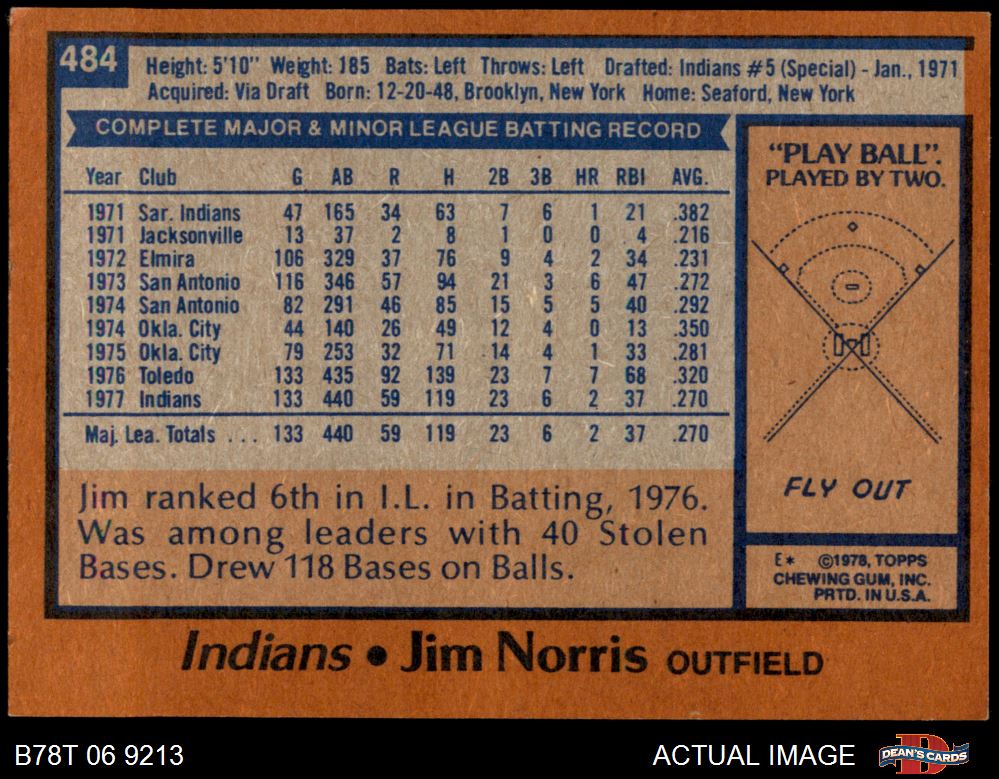 484
Height: 5'10" Weight: 185 Bats: Left Throws: Left Drafted: Indians #5 (Special) - Jan., 1971
Acquired: Via Draft Born: 12-20-48, Brooklyn, New York Home: Seaford, New York
COMPLETE MAJOR & MINOR LEAGUE BATTING RECORD
Year Club G AB R H 2B 3B HR RBI AVG.
1971 Sar. Indians 47 165 34 63 7 6 1 21 .382
1971 Jacksonville 13 37 2 8 1 0 0 4 .216
1972 Elmira 106 329 37 76 9 4 2 34 .231
1973 San Antonio 116 346 57 94 21 3 6 47 .272
1974 San Antonio 82 291 46 85 15 5 5 40 .292
1974 Okla. City 44 140 26 49 12 4 0 13 .350
1975 Okla. City 79 253 32 71 14 4 1 33 .281
1976 Toledo 133 435 92 139 23 7 7 68 .320
1977 Indians 133 440 59 119 23 6 2 37 .270
Maj. Lea. Totals ... 133 440 59 119 23 6 2 37 .270
Jim ranked 6th in I.L. in Batting, 1976.
Was among leaders with 40 Stolen
Bases. Drew 118 Bases on Balls.
"PLAY BALL".
PLAYED BY TWO.
FLY OUT
E* ©1978, TOPPS
CHEWING GUM, INC.
PRTD. IN U.S.A.
Indians • Jim Norris OUTFIELD
B78T 06 9213
ACTUAL IMAGE
D
DEAN'S CARDS